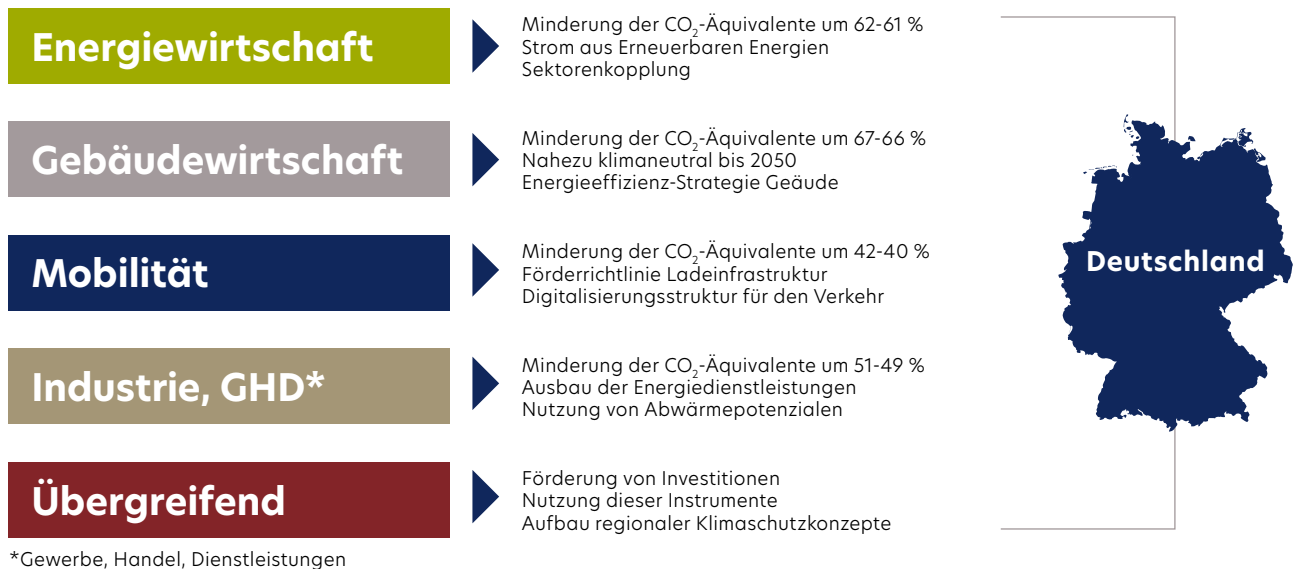 Energiewirtschaft
Minderung der CO₂-Äquivalente um 62-61 %
Strom aus Erneuerbaren Energien
Sektorenkopplung
Gebäudewirtschaft
Minderung der CO₂-Äquivalente um 67-66 %
Nahezu klimaneutral bis 2050
Energieeffizienz-Strategie Geäude
Mobilität
Minderung der CO₂-Äquivalente um 42-40 %
Förderrichtlinie Ladeinfrastruktur
Digitalisierungsstruktur für den Verkehr
Industrie, GHD*
Minderung der CO₂-Äquivalente um 51-49 %
Ausbau der Energiedienstleistungen
Nutzung von Abwärmepotenzialen
Übergreifend
Förderung von Investitionen
Nutzung dieser Instrumente
Aufbau regionaler Klimaschutzkonzepte
Deutschland
*Gewerbe, Handel, Dienstleistungen